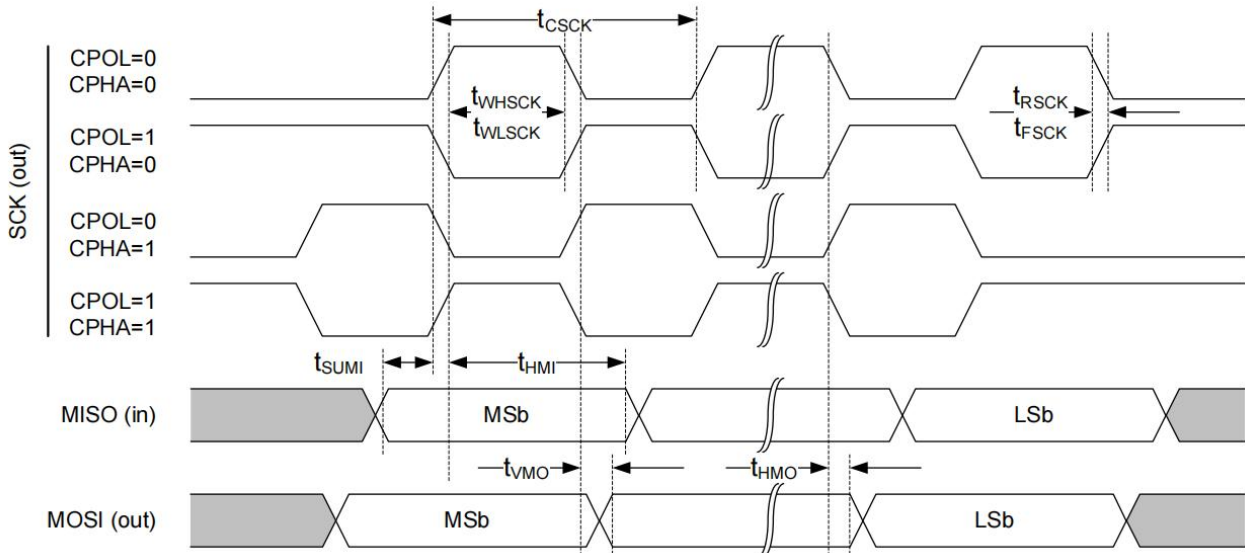 tCSCK
SCK (out)
CPOL=0
CPHA=0
tWHSCK
tWLSCK
tRSCK
tFSCK
CPOL=1
CPHA=0
CPOL=0
CPHA=1
CPOL=1
CPHA=1
tSUMI
tHMI
MISO (in)
MSb
LSb
tVMO
tHMO
MOSI (out)
MSb
LSb